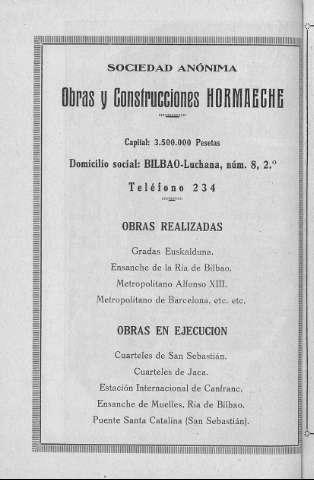 SOCIEDAD ANÓNIMA
Obras y Construcciones HORMAECHE
Capital: 3.500.000 Pesetas
Domicilio social: BILBAO-Luchana, núm. 8, 2.º
Teléfono 234
OBRAS REALIZADAS
Gradas Euskalduna.
Ensanche de la Ría de Bilbao.
Metropolitano Alfonso XIII.
Metropolitano de Barcelona, etc. etc.
OBRAS EN EJECUCION
Cuarteles de San Sebastián.
Cuarteles de Jaca.
Estación Internacional de Canfranc.
Ensanche de Muelles, Ría de Bilbao.
Puente Santa Catalina (San Sebastián).